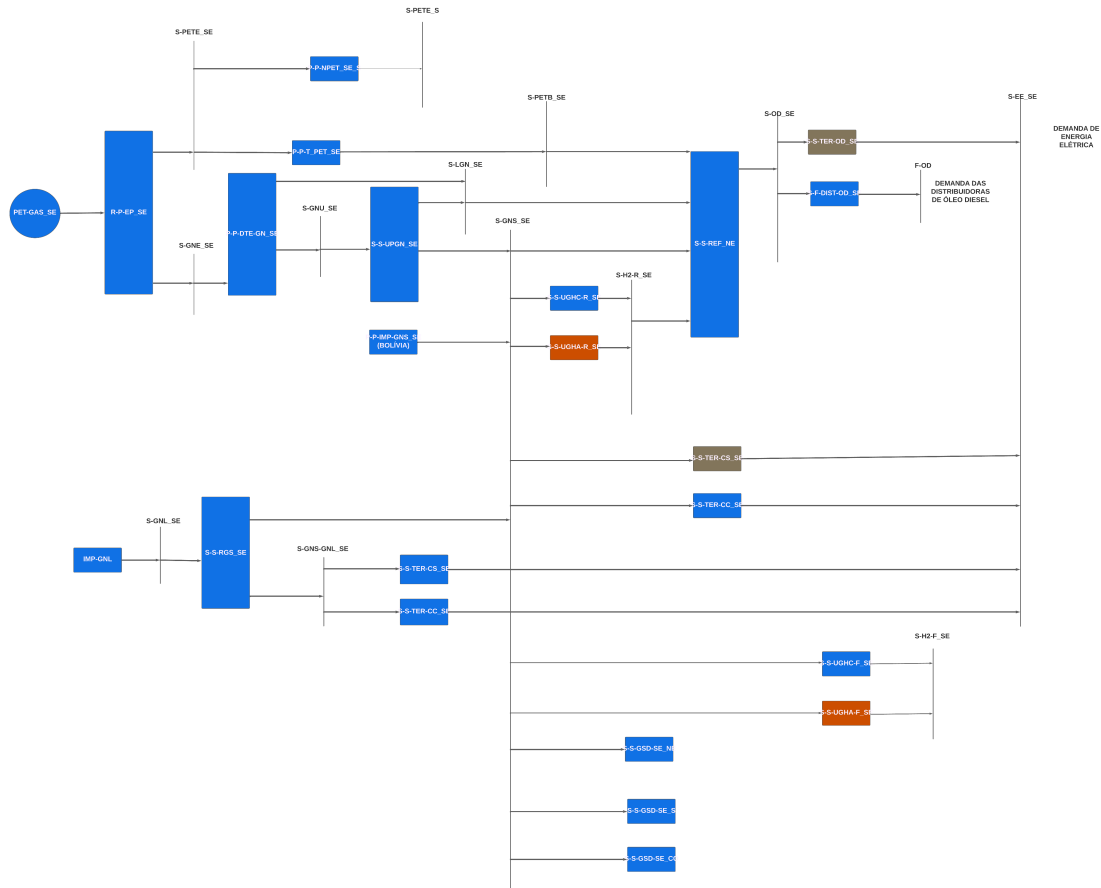 S-PETE_S
S-PETE_SE
P-P-NPET_SE_S
S-PETB_SE
S-EE_SE
S-OD_SE
DEMANDA DE
ENERGIA
ELÉTRICA
R-P-EP_SE
P-P-T_PET_SE
S-S-TER-OD_SE
S-LGN_SE
F-OD
DEMANDA DAS
DISTRIBUIDORAS
DE ÓLEO DIESEL
S-F-DIST-OD_SE
PET-GAS_SE
S-GNU_SE
S-GNS_SE
P-P-DTE-GN_SE
S-GNE_SE
S-S-UPGN_SE
S-S-REF_NE
S-H2-R_SE
S-S-UGHC-R_SE
P-P-IMP-GNS_SE
(BOLÍVIA)
S-S-UGHA-R_SE
S-S-TER-CS_SE
S-S-TER-CC_SE
S-GNL_SE
S-GNS-GNL_SE
IMP-GNL
S-S-RGS_SE
S-S-TER-CS_SE
S-S-TER-CC_SE
S-H2-F_SE
S-S-UGHC-F_SE
S-S-UGHA-F_SE
S-S-GSD-SE_NE
S-S-GSD-SE_S
S-S-GSD-SE_CO